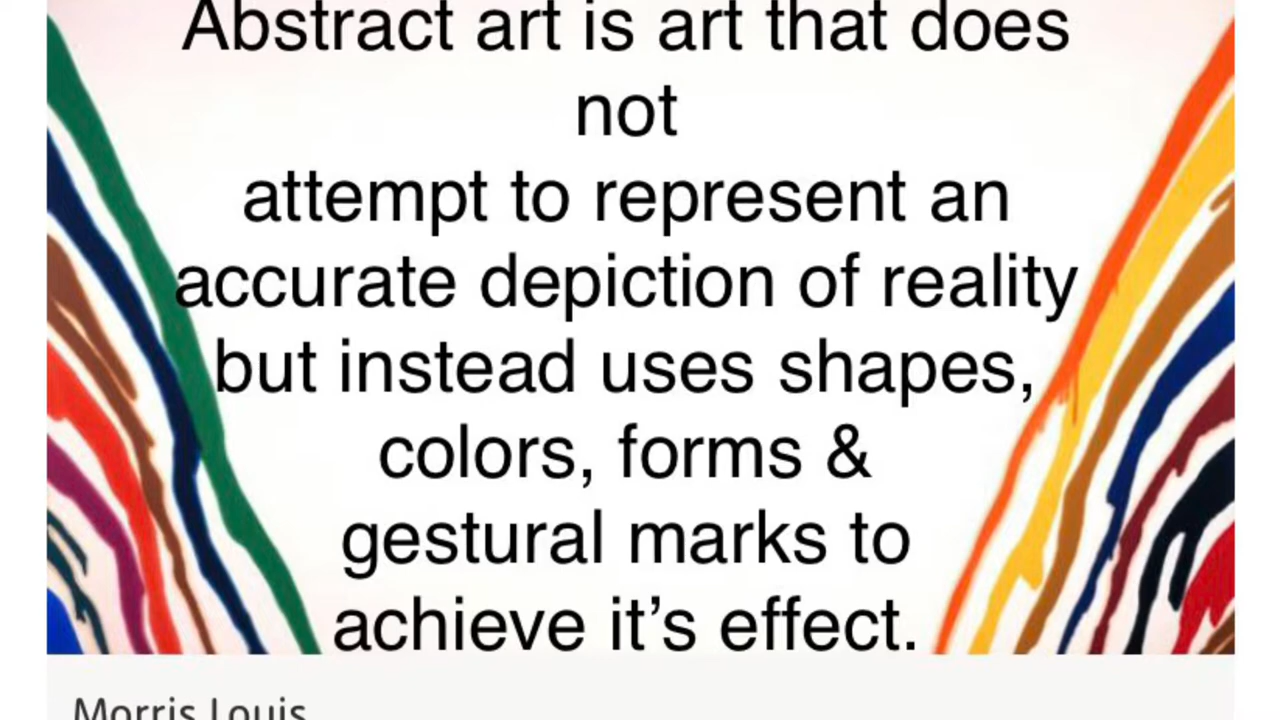 Abstract art is art that does
not
attempt to represent an
accurate depiction of reality
but instead uses shapes,
colors, forms &
gestural marks to
achieve it’s effect.
Morris Louis